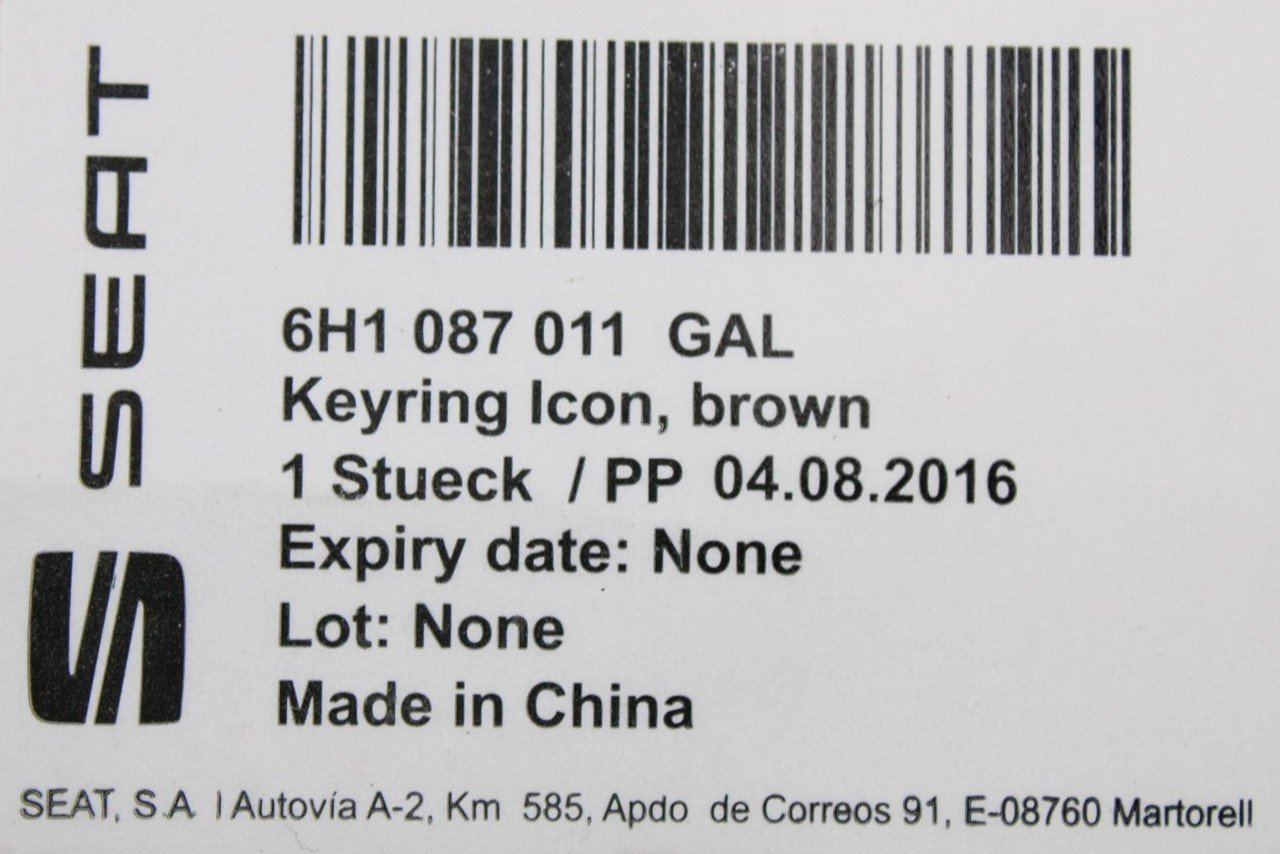 SEAT
6H1 087 011 GAL
Keyring Icon, brown
1 Stueck / PP 04.08.2016
Expiry date: None
Lot: None
Made in China
SEAT, S.A. | Autovía A-2, Km 585, Apdo de Correos 91, E-08760 Martorell